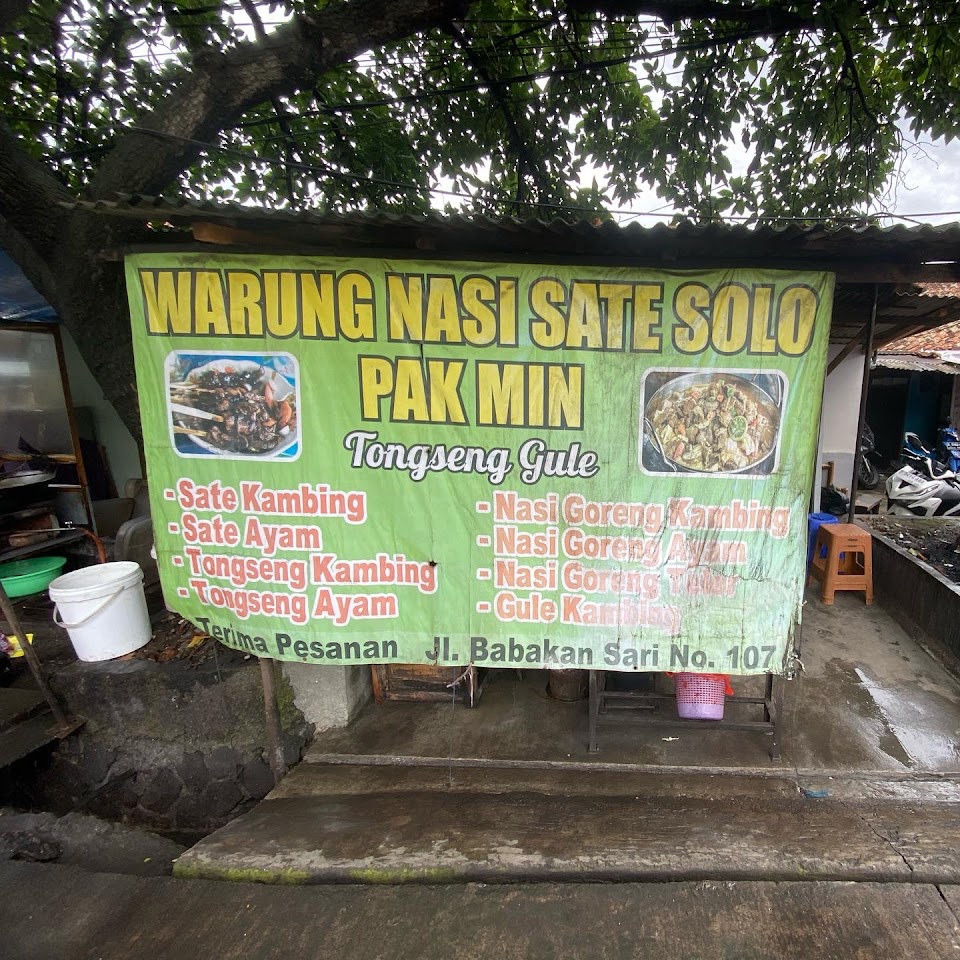 WARUNG NASI SATE SOLO
PAK MIN
Tongseng Gule
- Sate Kambing
- Sate Ayam
- Tongseng Kambing
- Tongseng Ayam
- Nasi Goreng Kambing
- Nasi Goreng Ayam
- Nasi Goreng Telur
- Gule Kambing
Terima Pesanan Jl. Babakan Sari No. 107